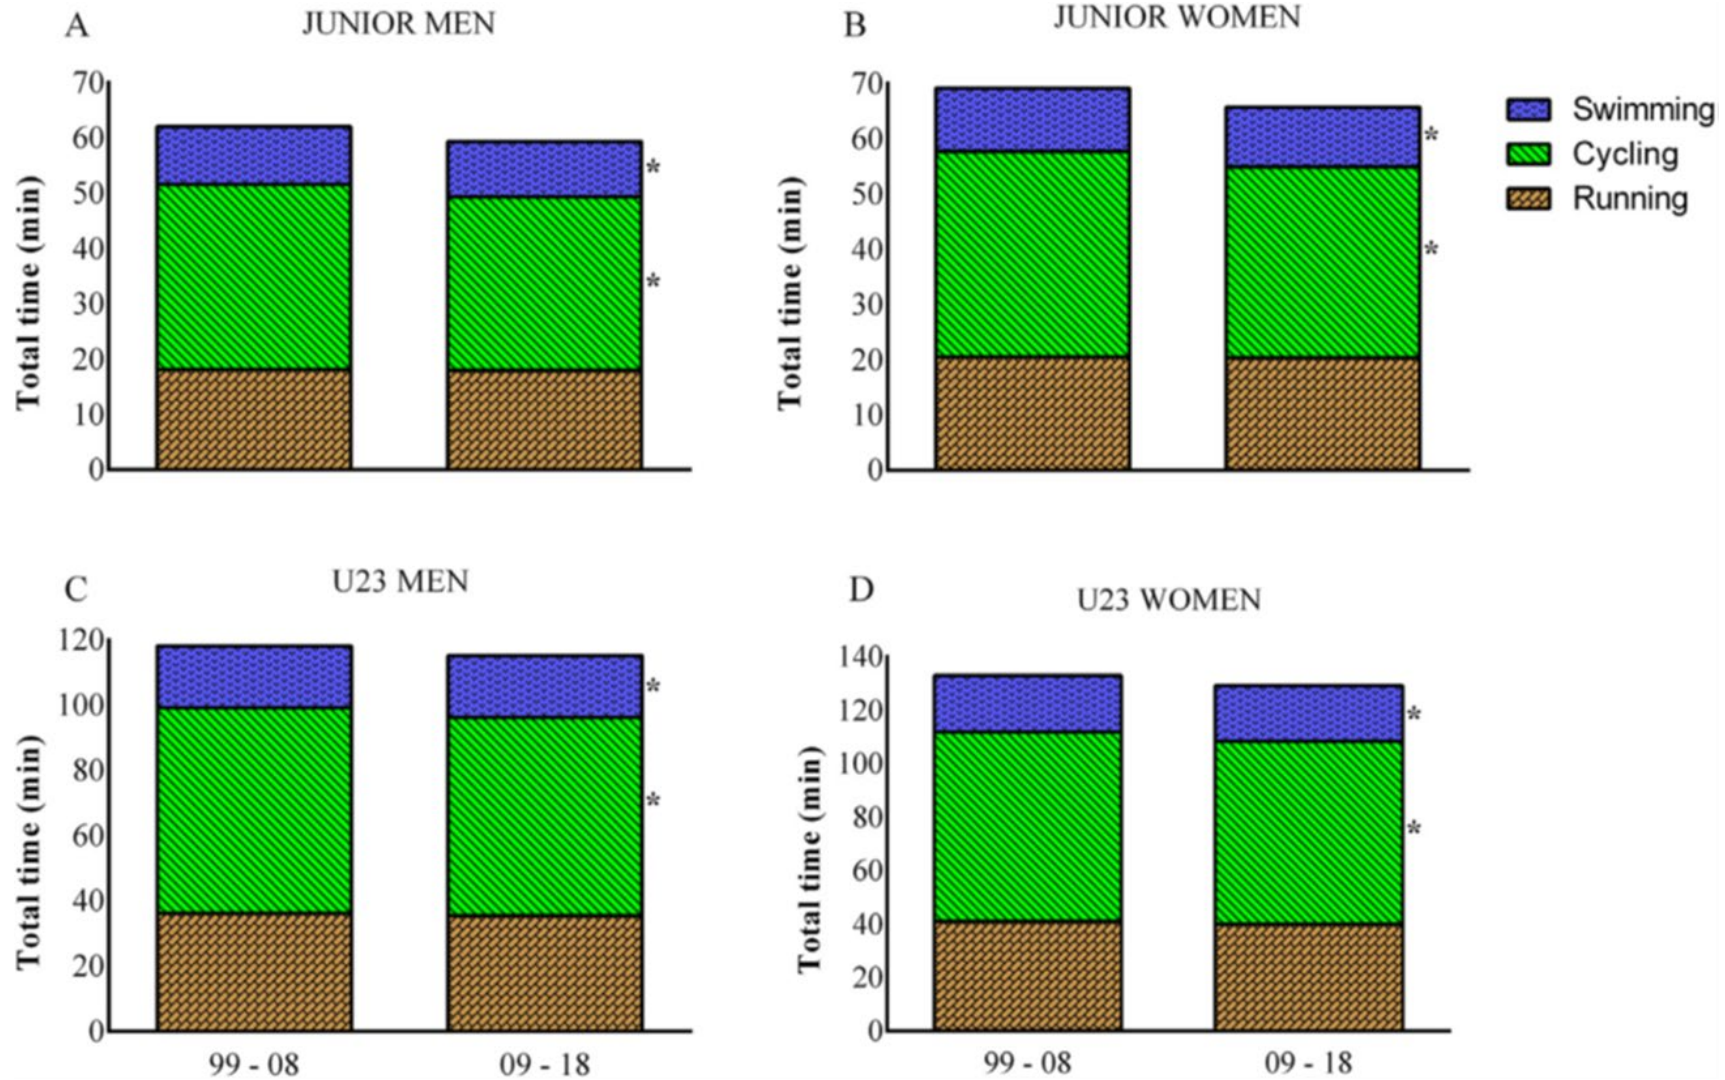 A
JUNIOR MEN
Total time (min)
70
60
50
40
30
20
10
0
*
*
B
JUNIOR WOMEN
Total time (min)
70
60
50
40
30
20
10
0
*
*
Swimming
Cycling
Running
C
U23 MEN
Total time (min)
120
100
80
60
40
20
0
*
*
99 - 08
09 - 18
D
U23 WOMEN
Total time (min)
140
120
100
80
60
40
20
0
*
*
99 - 08
09 - 18